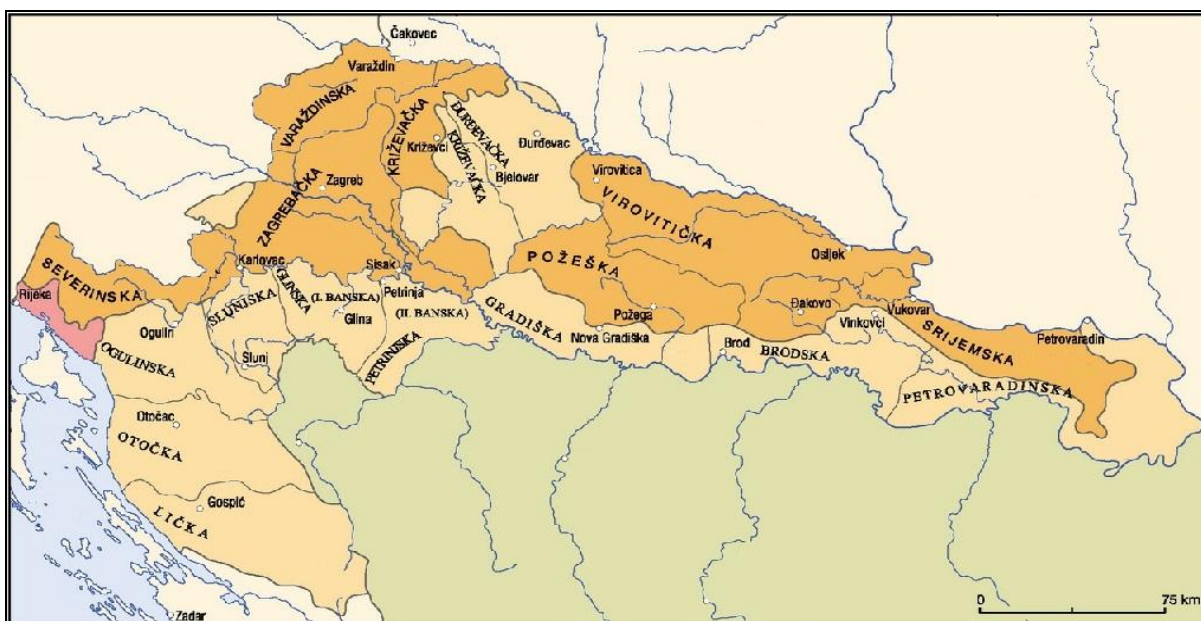 Čakovec
Varaždin
VARAŽDINSKA
KRIŽEVAČKA
ĐURĐEVAČKA
KRIŽEVAČKA
Križevci
Đurđevac
Bjelovar
Virovitica
Zagreb
ZAGREBAČKA
VIROVITIČKA
Osijek
SEVERINSKA
Karlovac
Sisak
POŽEŠKA
Rijeka
Ogulin
SLUNJSKA
GLINSKA
(I. BANSKA)
Petrinja
Glina
(II. BANSKA)
GRADIŠKA
Požega
Đakovo
Vukovar
Vinkovci
SRIJEMSKA
Petrovaradin
Nova Gradiška
Brod
BRODSKA
OGULINSKA
Slunj
PETRINJSKA
PETROVARADINSKA
Otočac
OTOČKA
Gospić
LIČKA
Zadar
0 75 km